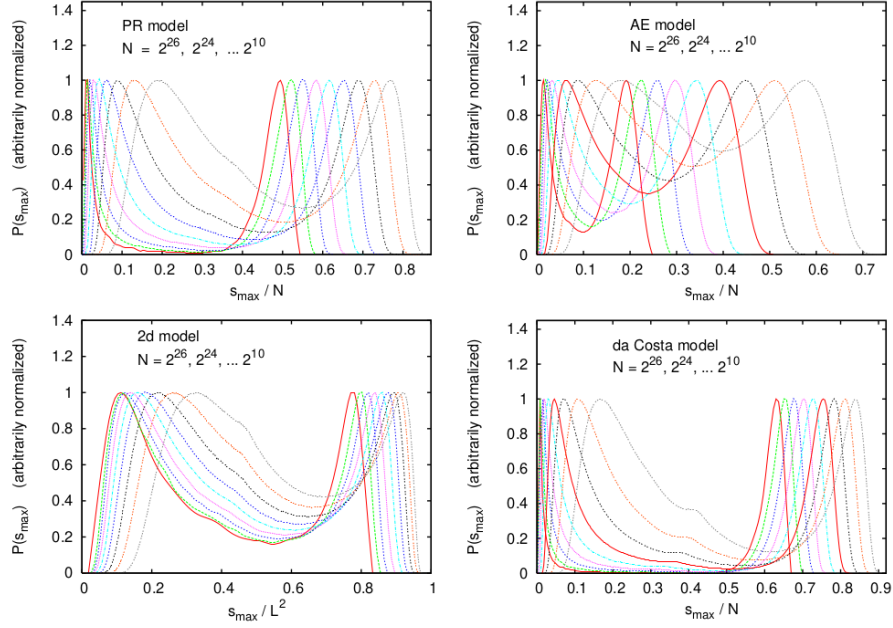 PR model
N = 2^26, 2^24, ... 2^10
P(s_max) (arbitrarily normalized)
1.4
1.2
1
0.8
0.6
0.4
0.2
0
0 0.1 0.2 0.3 0.4 0.5 0.6 0.7 0.8
s_max / N
AE model
N = 2^26, 2^24, ... 2^10
P(s_max) (arbitrarily normalized)
1.4
1.2
1
0.8
0.6
0.4
0.2
0
0 0.1 0.2 0.3 0.4 0.5 0.6 0.7
s_max / N
2d model
N = 2^26, 2^24, ... 2^10
P(s_max) (arbitrarily normalized)
1.4
1.2
1
0.8
0.6
0.4
0.2
0
0 0.2 0.4 0.6 0.8 1
s_max / L^2
da Costa model
N = 2^26, 2^24, ... 2^10
P(s_max) (arbitrarily normalized)
1.4
1.2
1
0.8
0.6
0.4
0.2
0
0 0.1 0.2 0.3 0.4 0.5 0.6 0.7 0.8 0.9
s_max / N